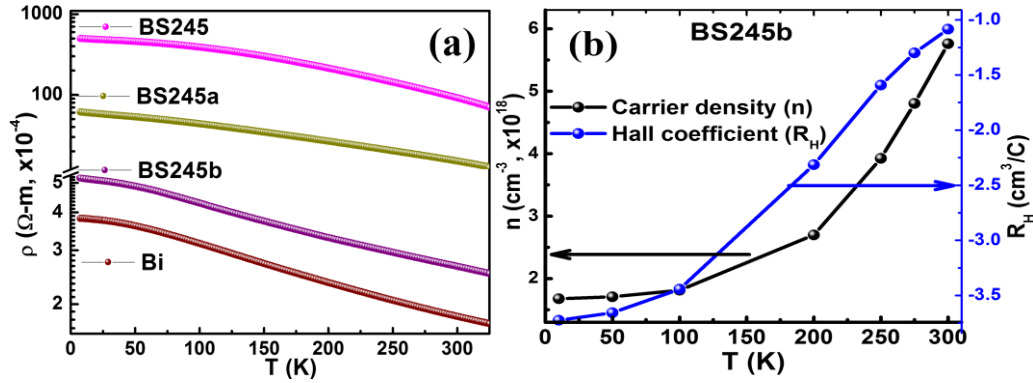 (a)
BS245
BS245a
BS245b
Bi
1000
100
5
4
3
2
ρ (Ω-m, x10⁻⁴)
0 50 100 150 200 250 300
T (K)
(b)
BS245b
Carrier density (n)
Hall coefficient (R_H)
6
5
4
3
2
n (cm⁻³, x10¹⁸)
-1.0
-1.5
-2.0
-2.5
-3.0
-3.5
R_H (cm³/C)
0 50 100 150 200 250 300
T (K)